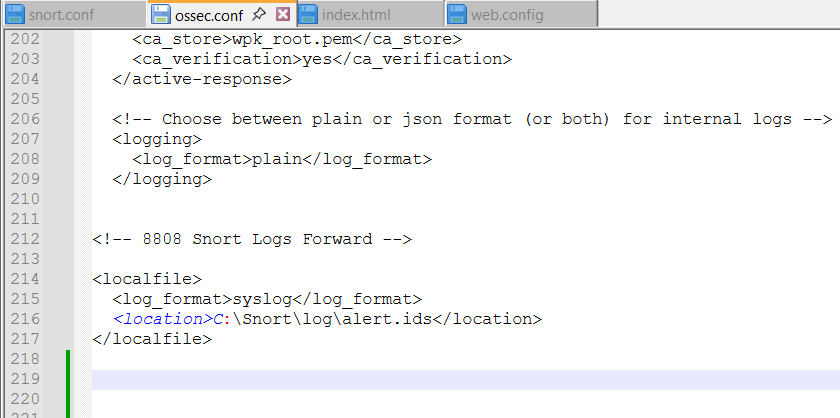 snort.conf ossec.conf index.html web.config
202 <ca_store>wpk_root.pem</ca_store>
203 <ca_verification>yes</ca_verification>
204 </active-response>
205
206 <!-- Choose between plain or json format (or both) for internal logs -->
207 <logging>
208 <log_format>plain</log_format>
209 </logging>
210
211
212 <!-- 8808 Snort Logs Forward -->
213
214 <localfile>
215 <log_format>syslog</log_format>
216 <location>C:\Snort\log\alert.ids</location>
217 </localfile>
218
219
220
221